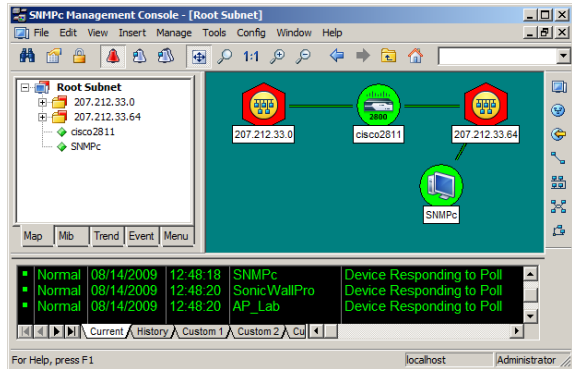 SNMPc Management Console - [Root Subnet]
File Edit View Insert Manage Tools Config Window Help
1:1
Root Subnet
207.212.33.0
207.212.33.64
cisco2811
SNMPc
Map Mib Trend Event Menu
2800
207.212.33.0 cisco2811 207.212.33.64
SNMPc
Normal 08/14/2009 12:48:18 SNMPc Device Responding to Poll
Normal 08/14/2009 12:48:20 SonicWallPro Device Responding to Poll
Normal 08/14/2009 12:48:20 AP_Lab Device Responding to Poll
Current History Custom 1 Custom 2 Cu
For Help, press F1 localhost Administrator